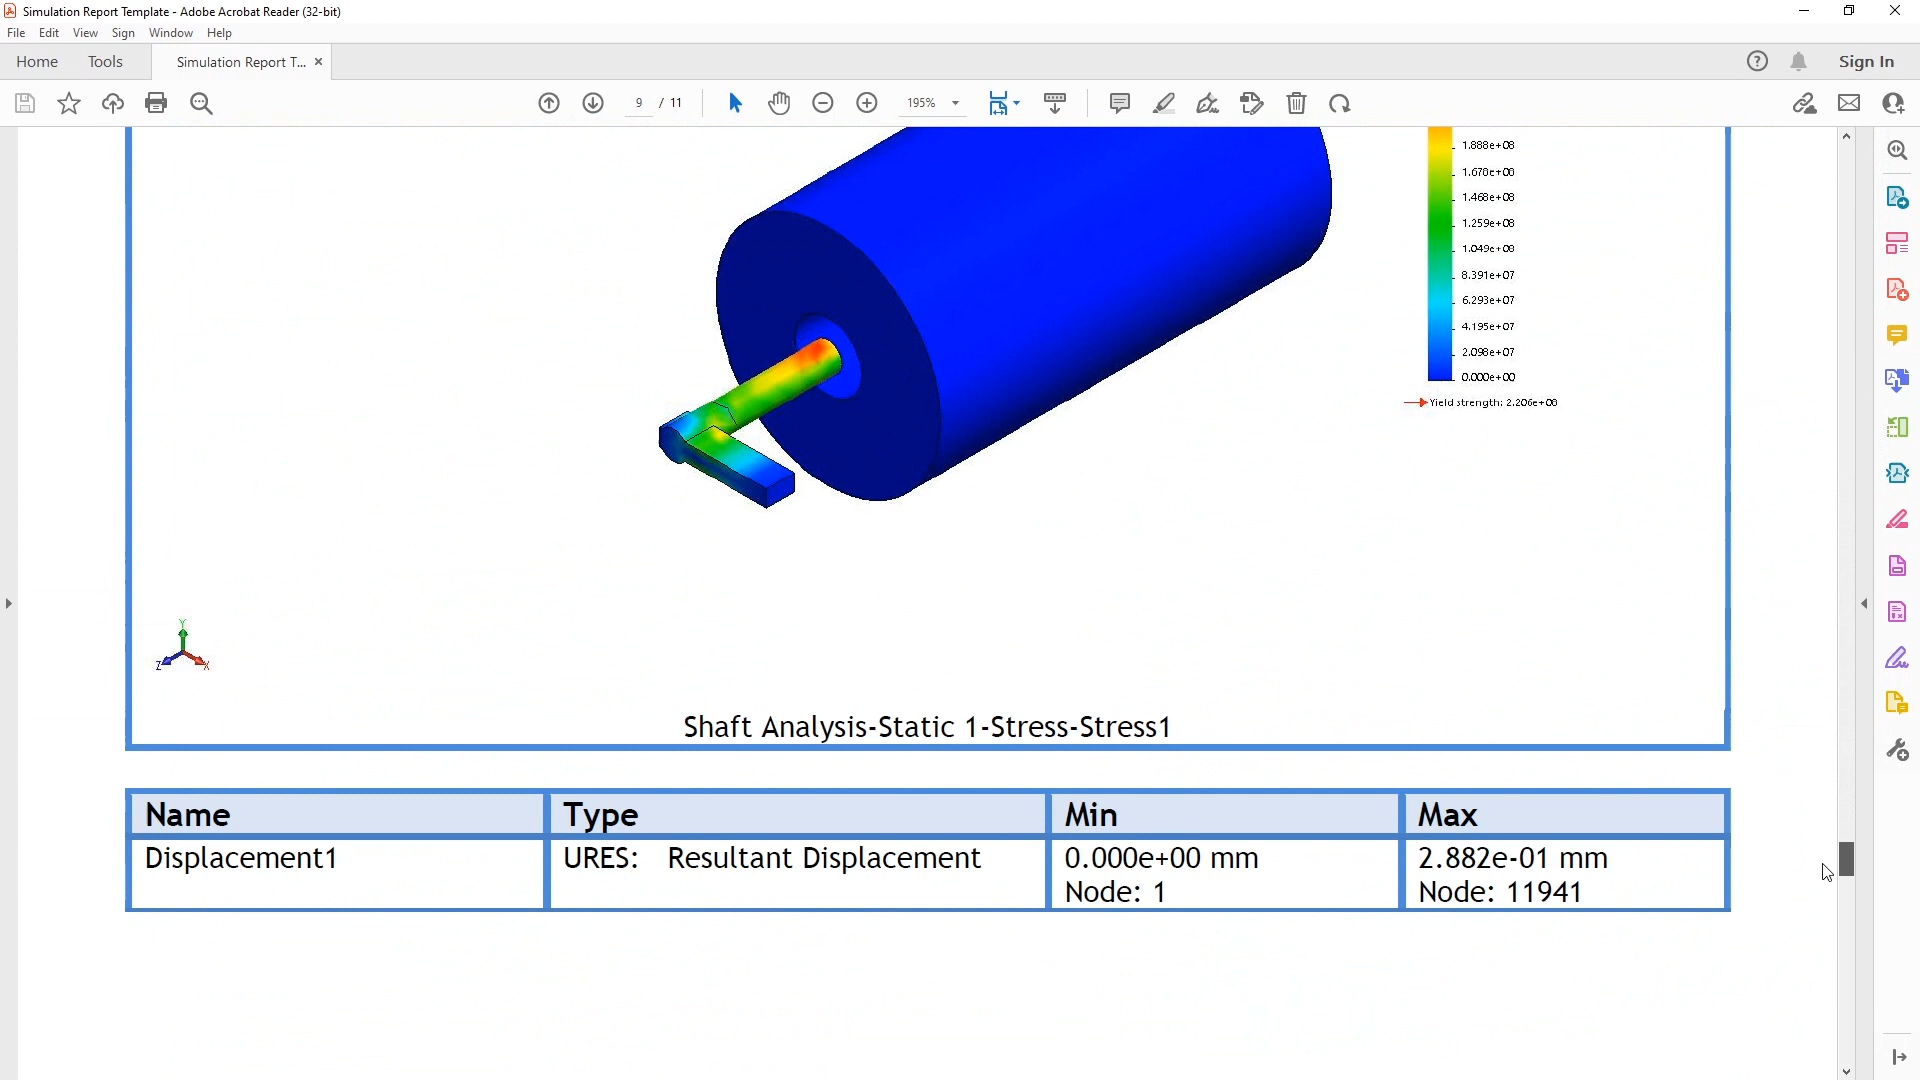 Simulation Report Template - Adobe Acrobat Reader (32-bit)
File Edit View Sign Window Help
Home Tools Simulation Report T... Sign In
9 / 11 195%
1.888e+08
1.678e+08
1.468e+08
1.259e+08
1.049e+08
8.391e+07
6.293e+07
4.195e+07
2.098e+07
0.000e+00
Yield strength: 2.206e+08
Y
Z X
Shaft Analysis-Static 1-Stress-Stress1
Name Type Min Max
Displacement1 URES: Resultant Displacement 0.000e+00 mm 2.882e-01 mm
Node: 1 Node: 11941